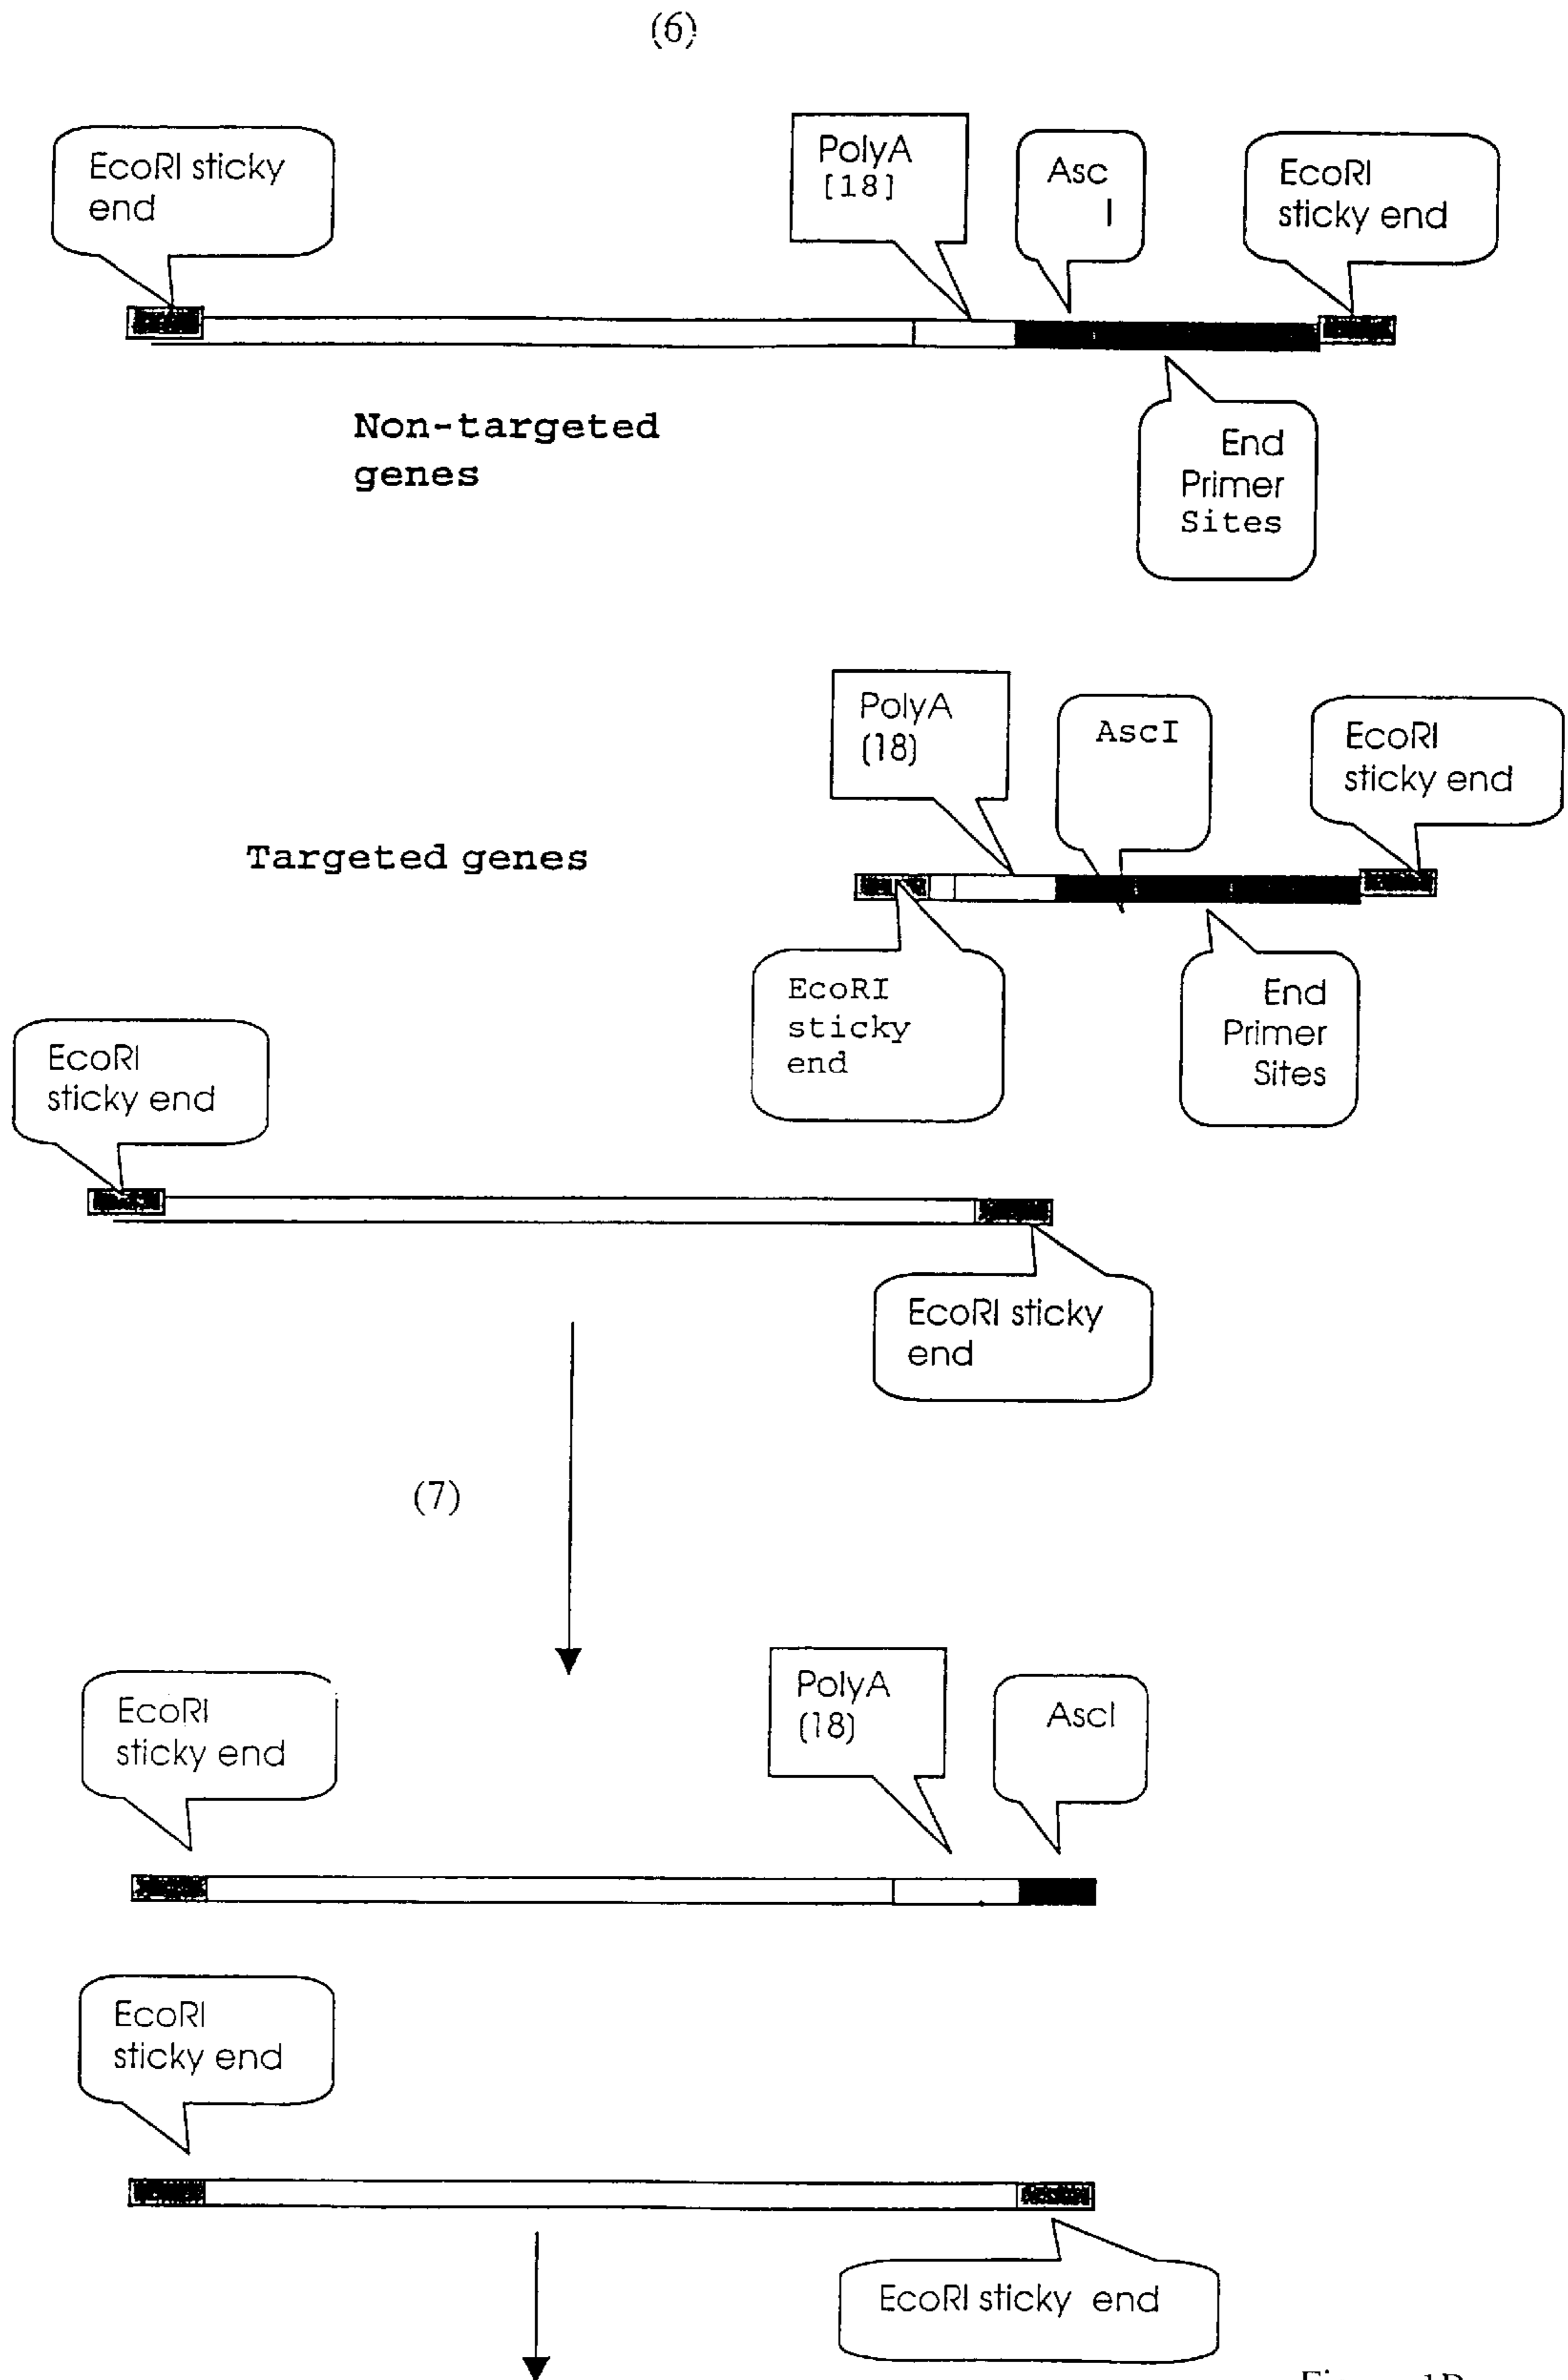 (6)
EcoRI sticky
end
PolyA
[18]
Asc
I
EcoRI
sticky end
Non-targeted
genes
End
Primer
Sites
PolyA
(18)
AscI
EcoRI
sticky end
Targeted genes
EcoRI
sticky
end
End
Primer
Sites
EcoRI
sticky end
EcoRI sticky
end
(7)
EcoRI
sticky end
PolyA
(18)
AscI
EcoRI
sticky end
EcoRI sticky end